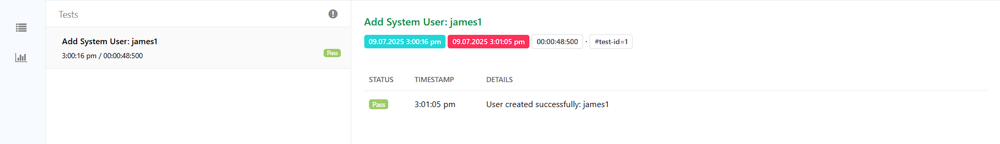 Tests
Add System User: james1
3:00:16 pm / 00:00:48:500
Pass
Add System User: james1
09.07.2025 3:00:16 pm 09.07.2025 3:01:05 pm 00:00:48:500 · #test-id=1
STATUS TIMESTAMP DETAILS
Pass 3:01:05 pm User created successfully: james1